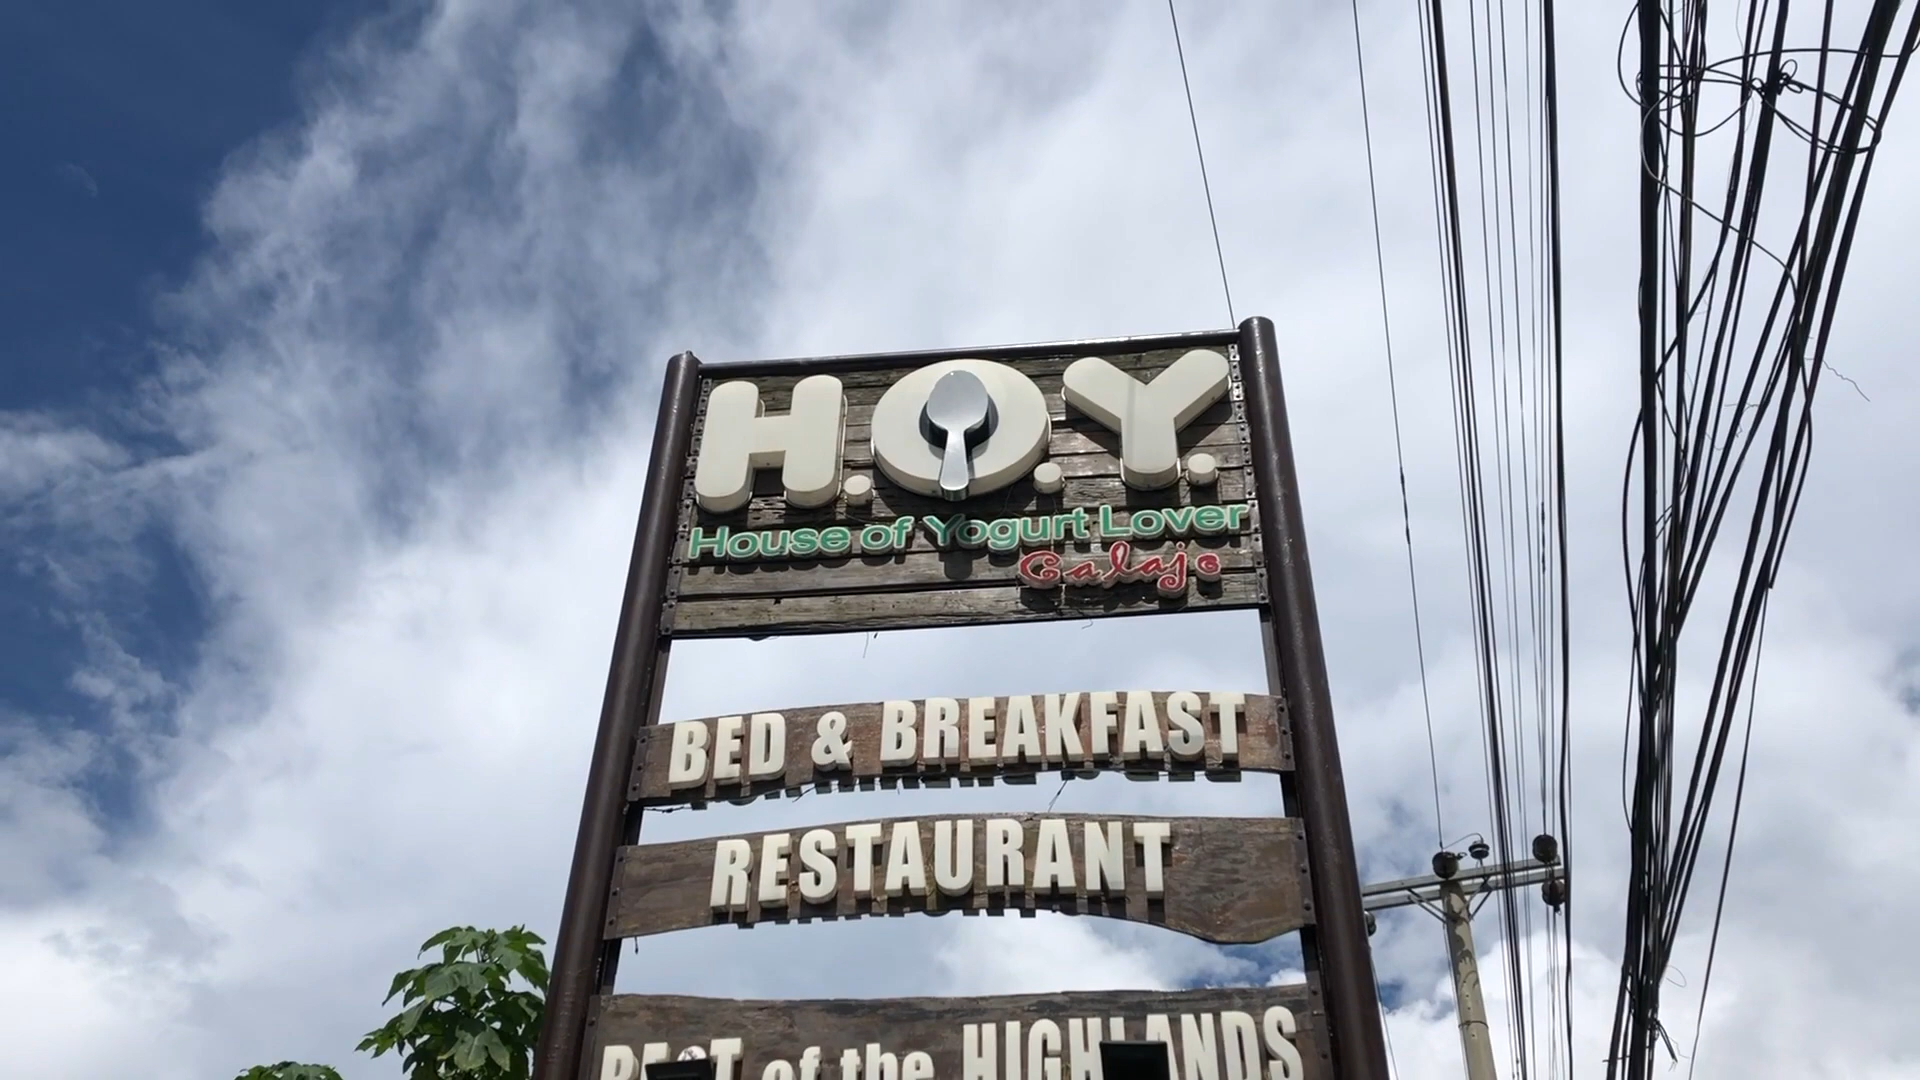 H.O.Y.
House of Yogurt Lover
Galaje
BED & BREAKFAST
RESTAURANT
BEST of the HIGHLANDS